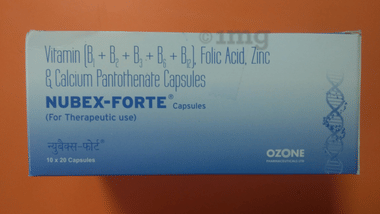 Vitamin (B1 + B2 + B3 + B6 + B12), Folic Acid, Zinc
& Calcium Pantothenate Capsules
NUBEX-FORTE® Capsules
(For Therapeutic use)
न्युबैक्स-फोर्ट®
10 x 20 Capsules
OZONE
1mg